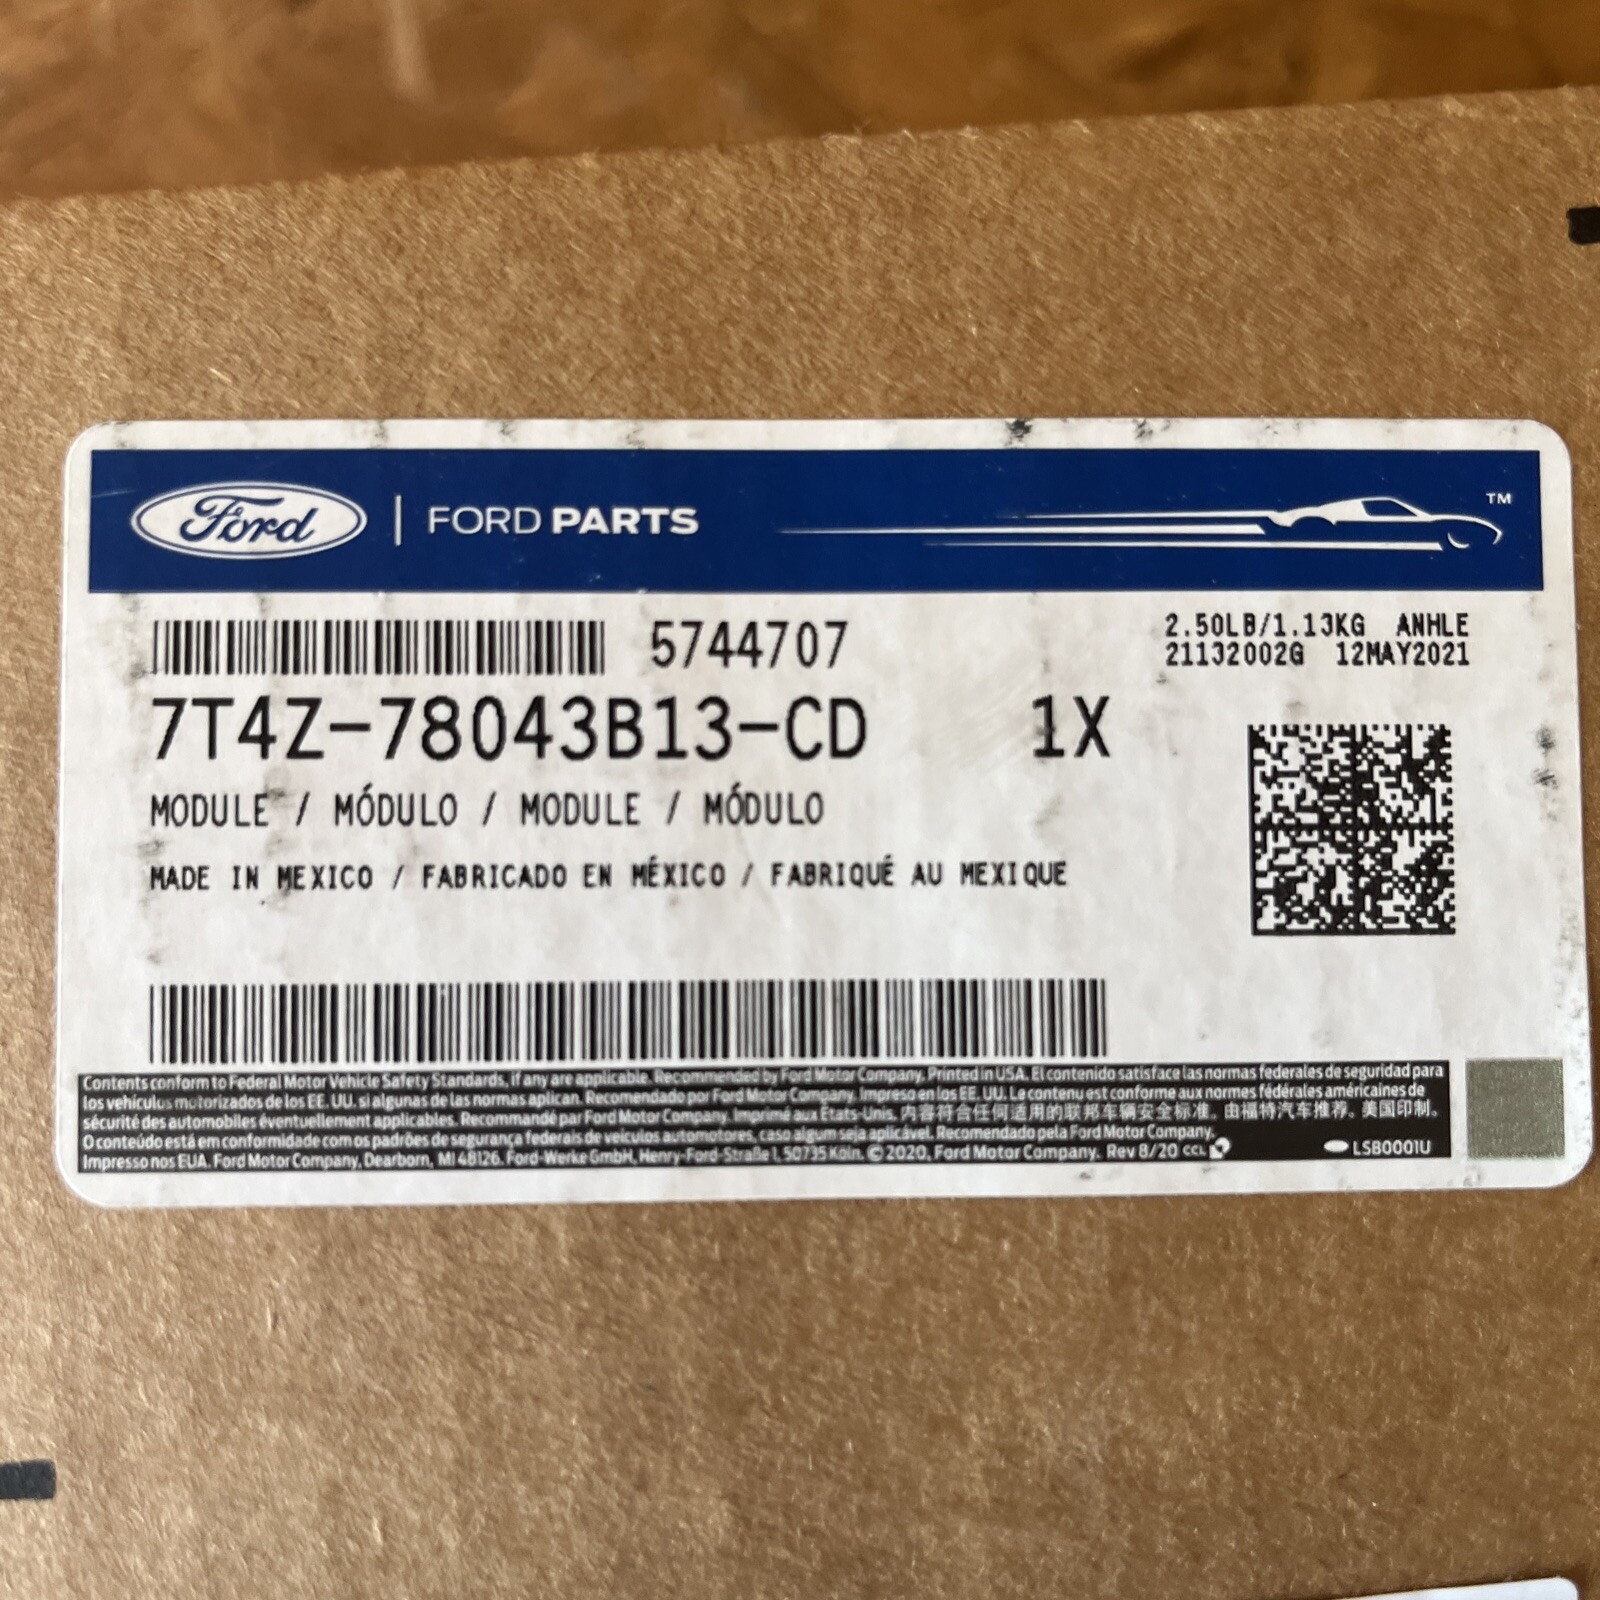 Ford | FORD PARTS TM
5744707
2.50LB/1.13KG ANHLE
21132002G 12MAY2021
7T4Z-78043B13-CD 1X
MODULE / MÓDULO / MODULE / MÓDULO
MADE IN MEXICO / FABRICADO EN MÉXICO / FABRIQUÉ AU MEXIQUE
Contents conform to Federal Motor Vehicle Safety Standards, if any are applicable. Recommended by Ford Motor Company. Printed in USA. El contenido satisface las normas federales de seguridad para
los vehículos motorizados de los EE. UU. si algunas de las normas aplican. Recomendado por Ford Motor Company. Impreso en los EE. UU. Le contenu est conforme aux normes fédérales américaines de
sécurité des automobiles éventuellement applicables. Recommandé par Ford Motor Company. Imprimé aux États-Unis. 内容符合任何适用的联邦车辆安全标准。由福特汽车推荐。美国印制。
O conteúdo está em conformidade com os padrões de segurança federais de veículos automotores, caso algum seja aplicável. Recomendado pela Ford Motor Company.
Impresso nos EUA. Ford Motor Company, Dearborn, MI 48126. Ford-Werke GmbH, Henry-Ford-Straße 1, 50735 Köln. © 2020, Ford Motor Company. Rev 8/20 CCL LSB0001U